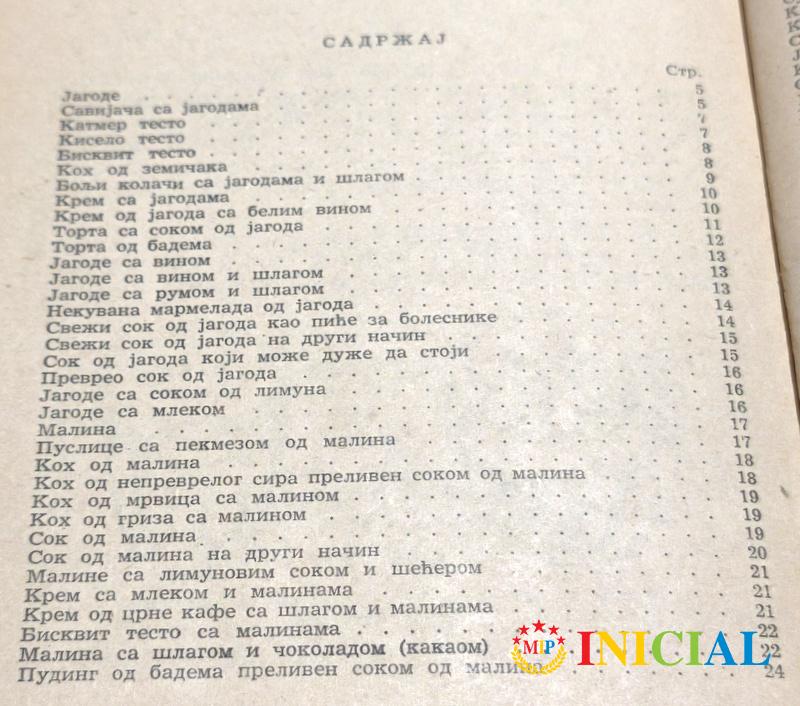 САДРЖАЈ
Стр.
Јагоде . . . . . . . . . . 5
Савијача са јагодама . . . . . . . . . . 5
Катмер тесто . . . . . . . . . . 7
Кисело тесто . . . . . . . . . . 7
Бисквит тесто . . . . . . . . . . 8
Кох од земичака . . . . . . . . . . 8
Бољи колачи са јагодама и шлагом . . . . . . . . . . 9
Крем са јагодама . . . . . . . . . . 10
Крем од јагода са белим вином . . . . . . . . . . 10
Торта са соком од јагода . . . . . . . . . . 11
Торта од бадема . . . . . . . . . . 12
Јагоде са вином . . . . . . . . . . 13
Јагоде са вином и шлагом . . . . . . . . . . 13
Јагоде са румом и шлагом . . . . . . . . . . 13
Некувана мармелада од јагода . . . . . . . . . . 14
Свежи сок од јагода као пиће за болеснике . . . . . . . . 14
Свежи сок од јагода на други начин . . . . . . . . . . 15
Сок од јагода који може дуже да стоји . . . . . . . . . 15
Преврео сок од јагода . . . . . . . . . . 16
Јагоде са соком од лимуна . . . . . . . . . . 16
Јагоде са млеком . . . . . . . . . . 16
Малина . . . . . . . . . . 17
Пуслице са пекмезом од малина . . . . . . . . . . 17
Кох од малина . . . . . . . . . . 18
Кох од непреврелог сира преливен соком од малина . . . . . 18
Кох од мрвица са малином . . . . . . . . . . 19
Кох од гриза са малином . . . . . . . . . . 19
Сок од малина . . . . . . . . . . 19
Сок од малина на други начин . . . . . . . . . . 20
Малине са лимуновим соком и шећером . . . . . . . . . 21
Крем са млеком и малинама . . . . . . . . . . 21
Крем од црне кафе са шлагом и малинама . . . . . . . . 21
Бисквит тесто са малинама . . . . . . . . . . 22
Малина са шлагом и чоколадом (какаом) . . . . . . . . 22
Пудинг од бадема преливен соком од малина . . . . . . 24
MIP INICIAL